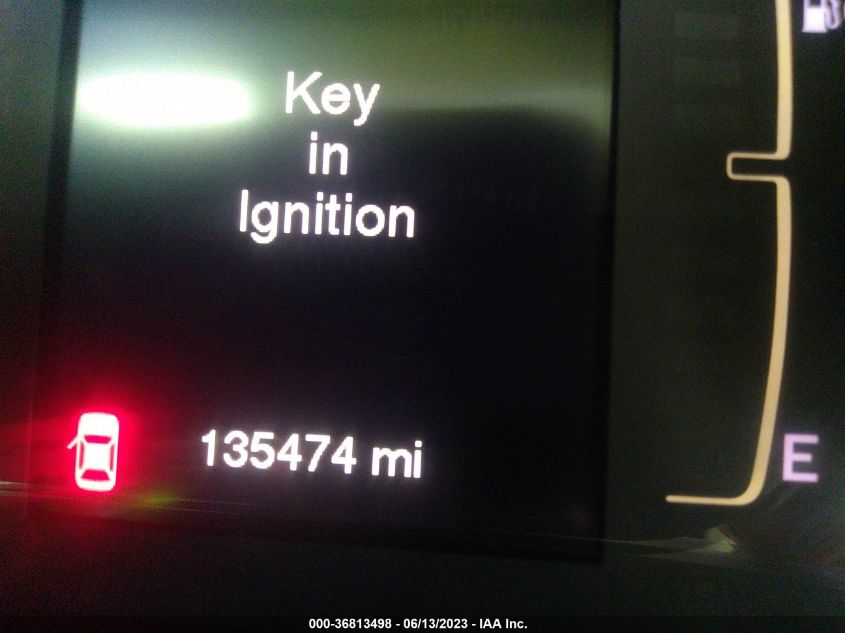 Key
in
Ignition
135474 mi
E
000-36813498 - 06/13/2023 - IAA Inc.